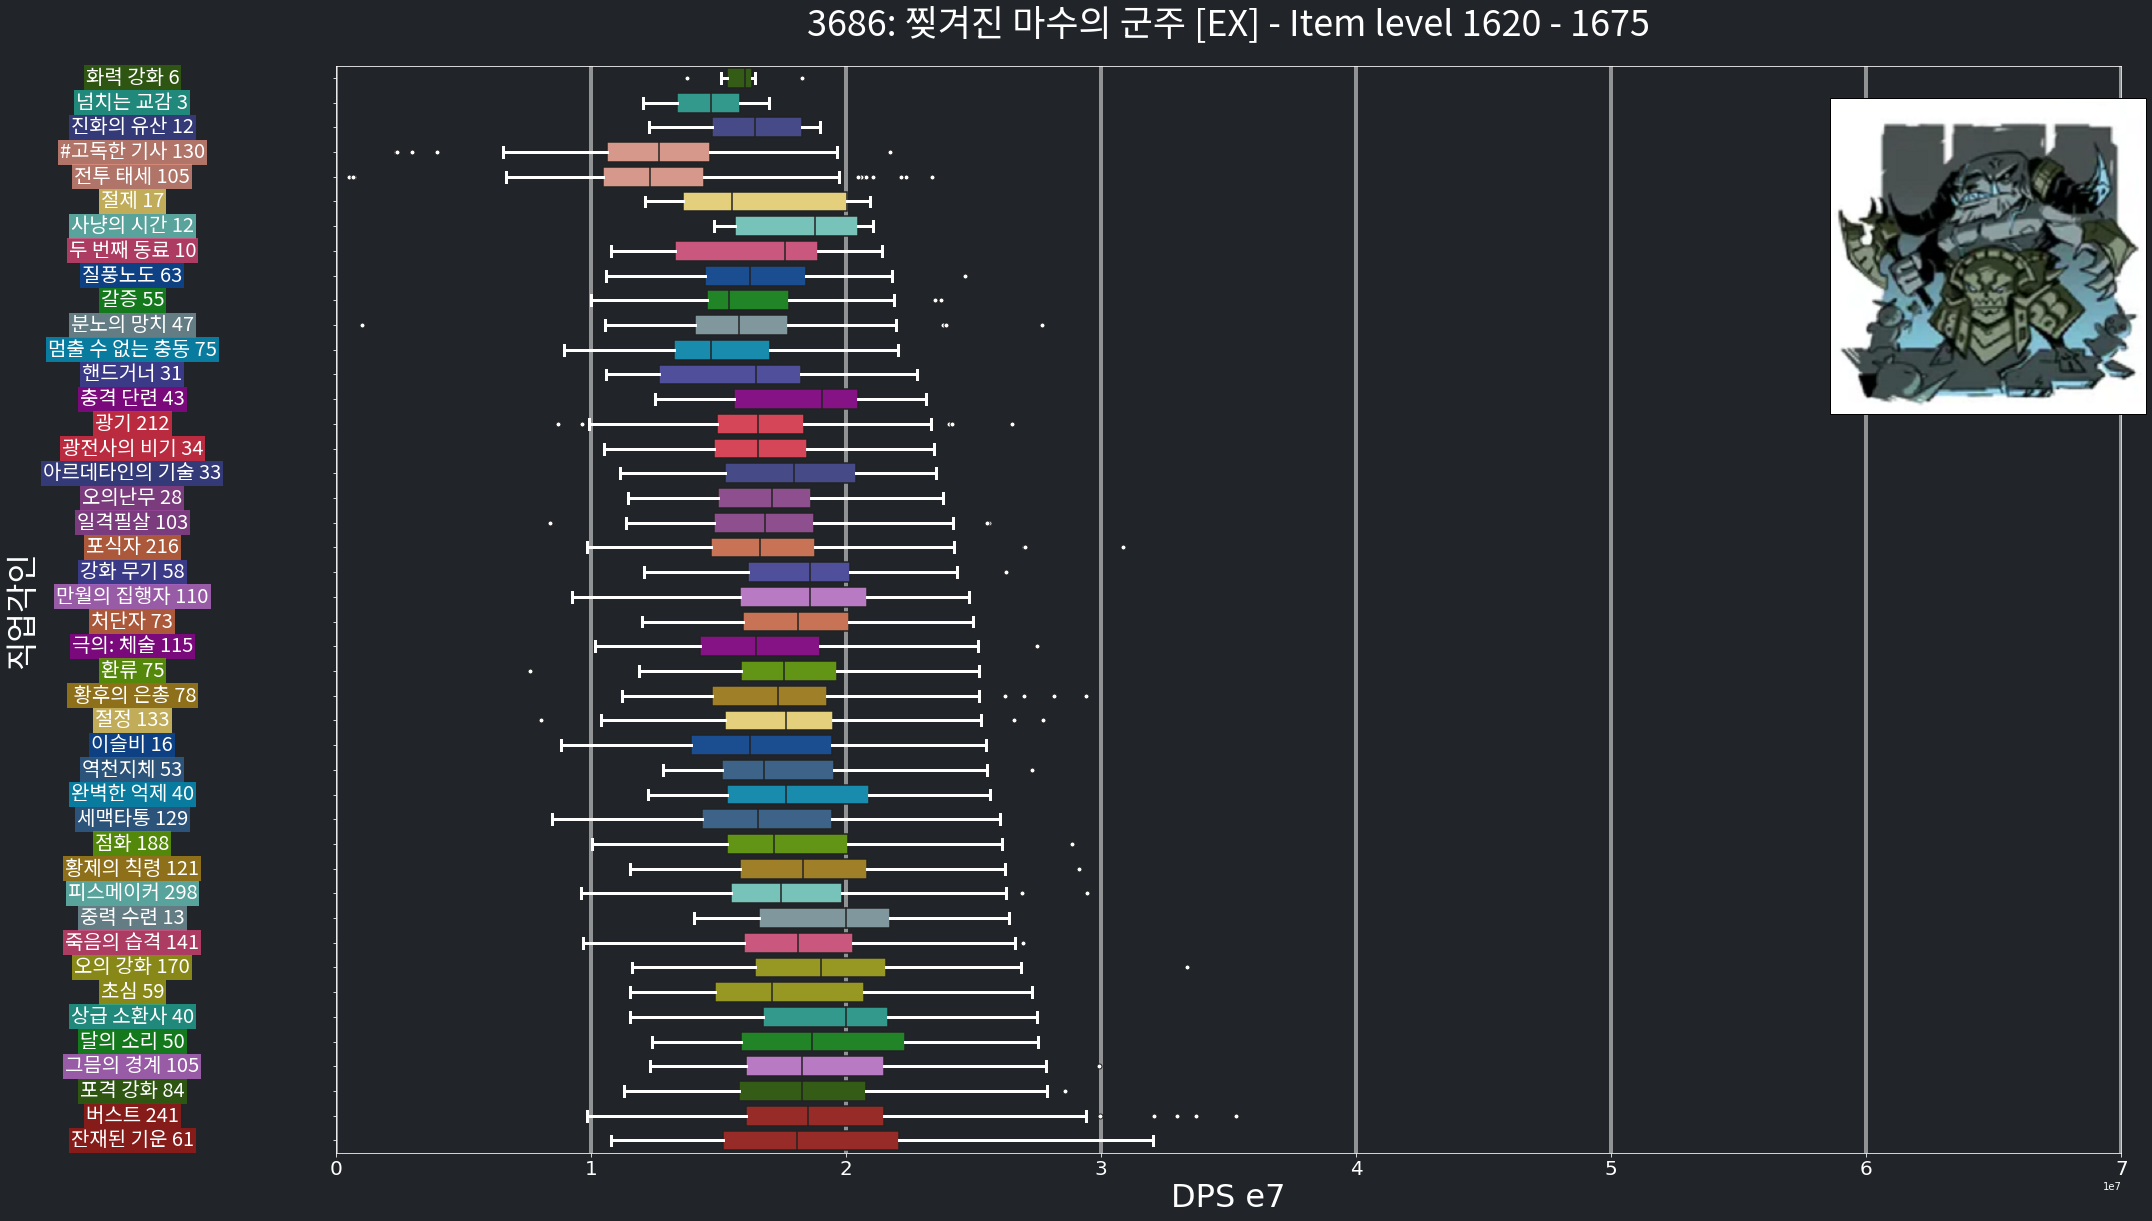 3686: 찢겨진 마수의 군주 [EX] - Item level 1620 - 1675
화력 강화 6
넘치는 교감 3
진화의 유산 12
#고독한 기사 130
전투 태세 105
절제 17
사냥의 시간 12
두 번째 동료 10
질풍노도 63
갈증 55
분노의 망치 47
멈출 수 없는 충동 75
핸드거너 31
충격 단련 43
광기 212
광전사의 비기 34
아르데타인의 기술 33
오의난무 28
일격필살 103
포식자 216
강화 무기 58
만월의 집행자 110
처단자 73
극의: 체술 115
환류 75
황후의 은총 78
절정 133
이슬비 16
역천지체 53
완벽한 억제 40
세맥타통 129
점화 188
황제의 칙령 121
피스메이커 298
중력 수련 13
죽음의 습격 141
오의 강화 170
초심 59
상급 소환사 40
달의 소리 50
그믐의 경계 105
포격 강화 84
버스트 241
잔재된 기운 61
직업각인
0 1 2 3 4 5 6 7
1e7
DPS e7